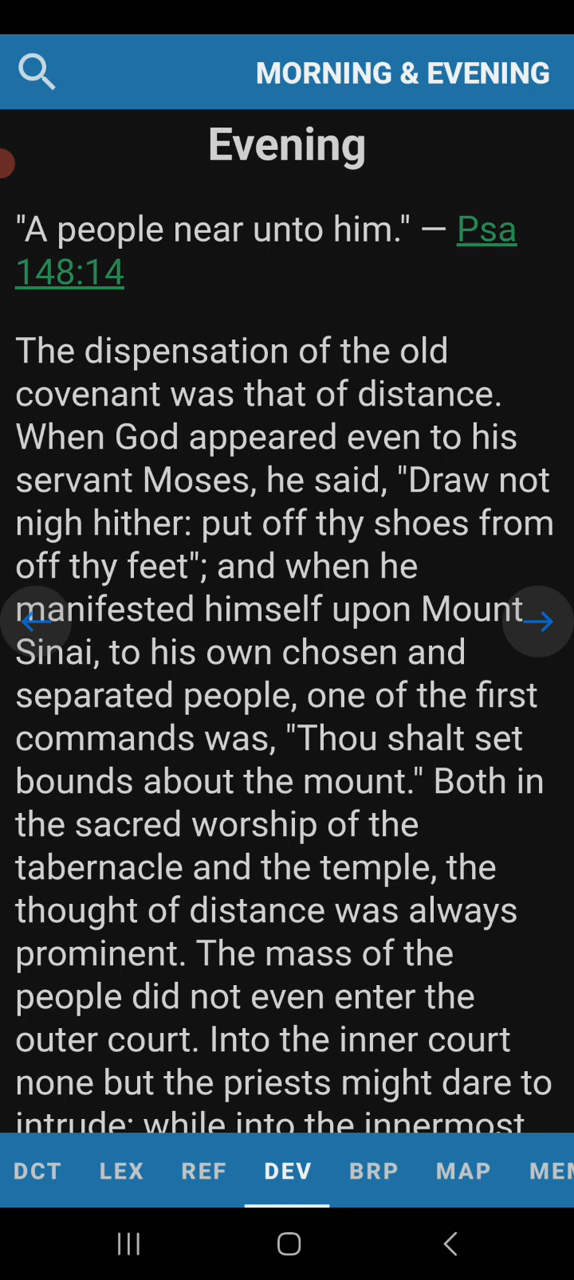 MORNING & EVENING
Evening
"A people near unto him." — Psa
148:14
The dispensation of the old
covenant was that of distance.
When God appeared even to his
servant Moses, he said, "Draw not
nigh hither: put off thy shoes from
off thy feet"; and when he
manifested himself upon Mount
Sinai, to his own chosen and
separated people, one of the first
commands was, "Thou shalt set
bounds about the mount." Both in
the sacred worship of the
tabernacle and the temple, the
thought of distance was always
prominent. The mass of the
people did not even enter the
outer court. Into the inner court
none but the priests might dare to
intrude; while into the innermost
DCT LEX REF DEV BRP MAP MEM